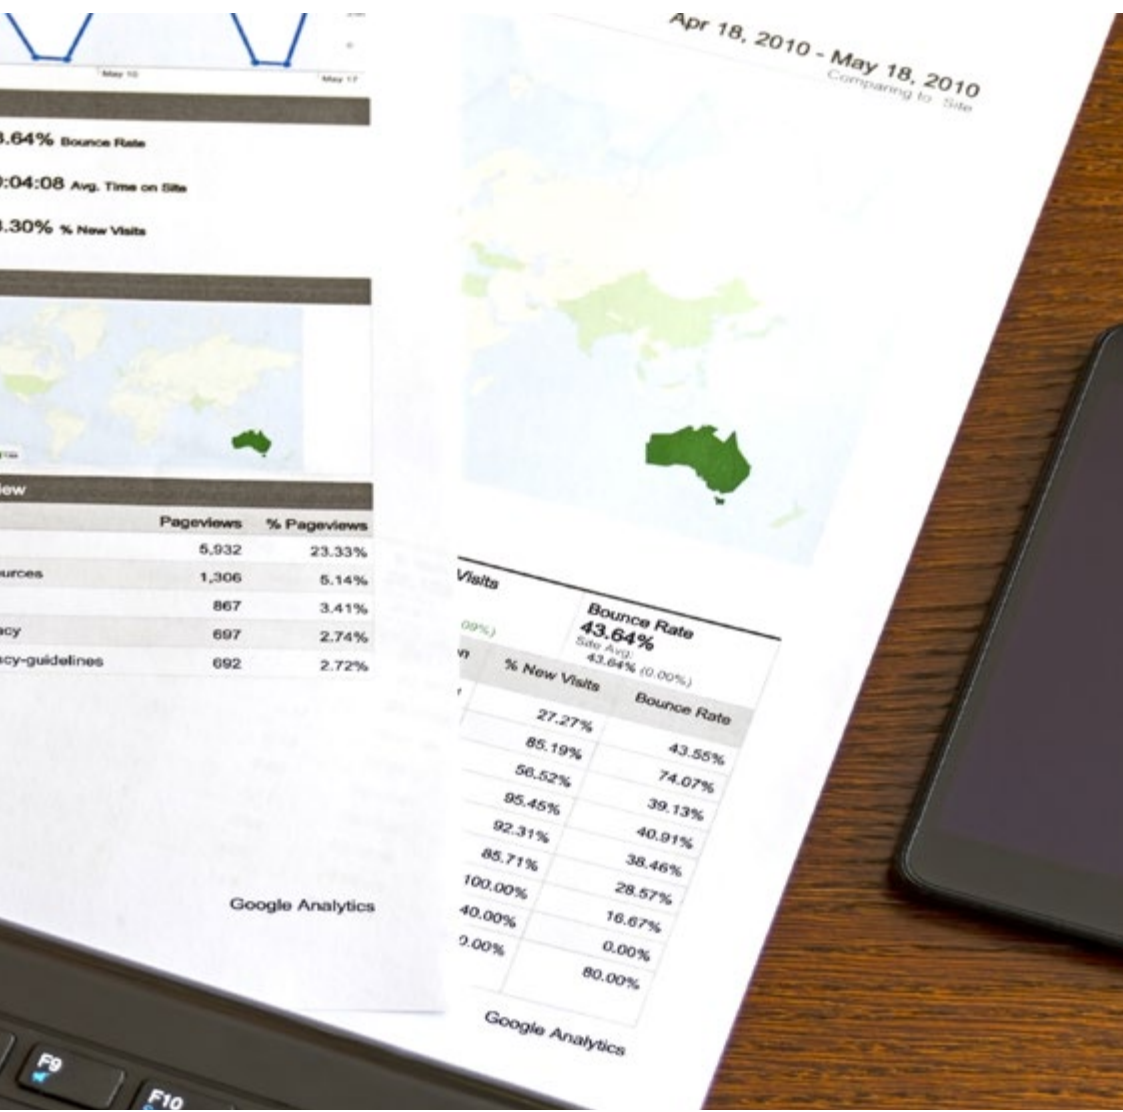 May 10
May 17
.64% Bounce Rate
:04:08 Avg. Time on Site
.30% % New Visits
ew
Pageviews % Pageviews
5,932 23.33%
urces 1,306 5.14%
867 3.41%
acy 697 2.74%
cy-guidelines 692 2.72%
Google Analytics
Apr 18, 2010 - May 18, 2010
Comparing to: Site
Visits
Bounce Rate
43.64%
Site Avg:
43.64% (0.00%)
09%)
% New Visits Bounce Rate
27.27% 43.55%
85.19% 74.07%
56.52% 39.13%
95.45% 40.91%
92.31% 38.46%
85.71% 28.57%
100.00% 16.67%
40.00% 0.00%
0.00% 80.00%
Google Analytics
F9
F10